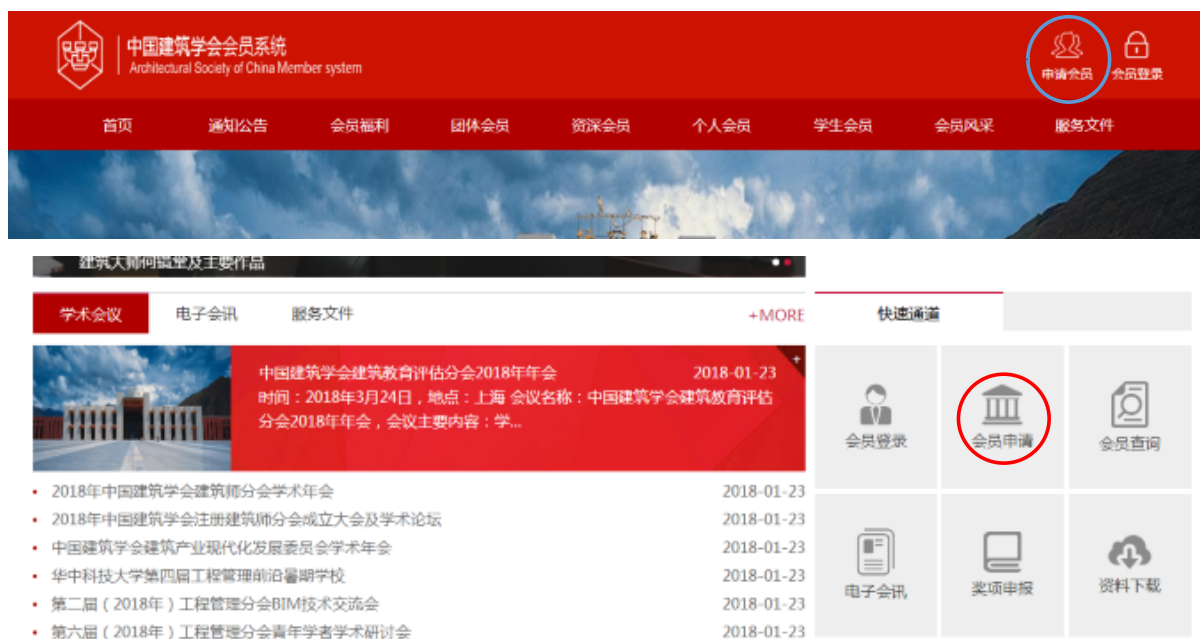 中国建筑学会会员系统
Architectural Society of China Member system
申请会员
会员登录
首页 通知公告 会员福利 团体会员 资深会员 个人会员 学生会员 会员风采 服务文件
建筑大师何镜堂及主要作品
学术会议 电子会讯 服务文件 +MORE
快速通道
中国建筑学会建筑教育评估分会2018年年会 2018-01-23
时间：2018年3月24日，地点：上海 会议名称：中国建筑学会建筑教育评估
分会2018年年会，会议主要内容：学...
会员登录 会员申请 会员查询
2018年中国建筑学会建筑师分会学术年会 2018-01-23
2018年中国建筑学会注册建筑师分会成立大会及学术论坛 2018-01-23
中国建筑学会建筑产业现代化发展委员会学术年会 2018-01-23
华中科技大学第四届工程管理前沿暑期学校 2018-01-23
第二届（2018年）工程管理分会BIM技术交流会 2018-01-23
第六届（2018年）工程管理分会青年学者学术研讨会 2018-01-23
电子会讯 奖项申报 资料下载